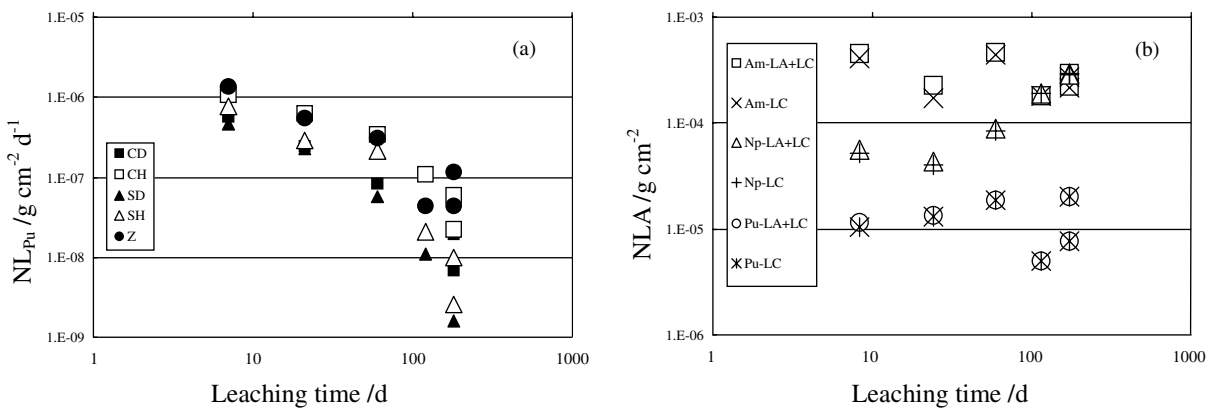 1.E-05
(a)
1.E-06
1.E-07
1.E-08
1.E-09
NL_Pu /g cm⁻² d⁻¹
CD
CH
SD
SH
Z
1 10 100 1000
Leaching time /d
1.E-03
(b)
1.E-04
1.E-05
1.E-06
NLA /g cm⁻²
Am-LA+LC
Am-LC
Np-LA+LC
Np-LC
Pu-LA+LC
Pu-LC
1 10 100 1000
Leaching time /d